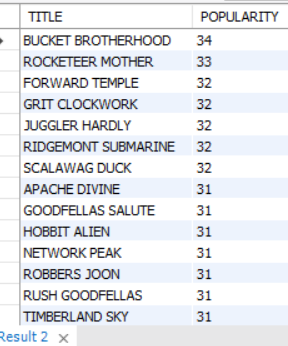 TITLE POPULARITY
BUCKET BROTHERHOOD 34
ROCKETEER MOTHER 33
FORWARD TEMPLE 32
GRIT CLOCKWORK 32
JUGGLER HARDLY 32
RIDGEMONT SUBMARINE 32
SCALAWAG DUCK 32
APACHE DIVINE 31
GOODFELLAS SALUTE 31
HOBBIT ALIEN 31
NETWORK PEAK 31
ROBBERS JOON 31
RUSH GOODFELLAS 31
TIMBERLAND SKY 31
Result 2 ×